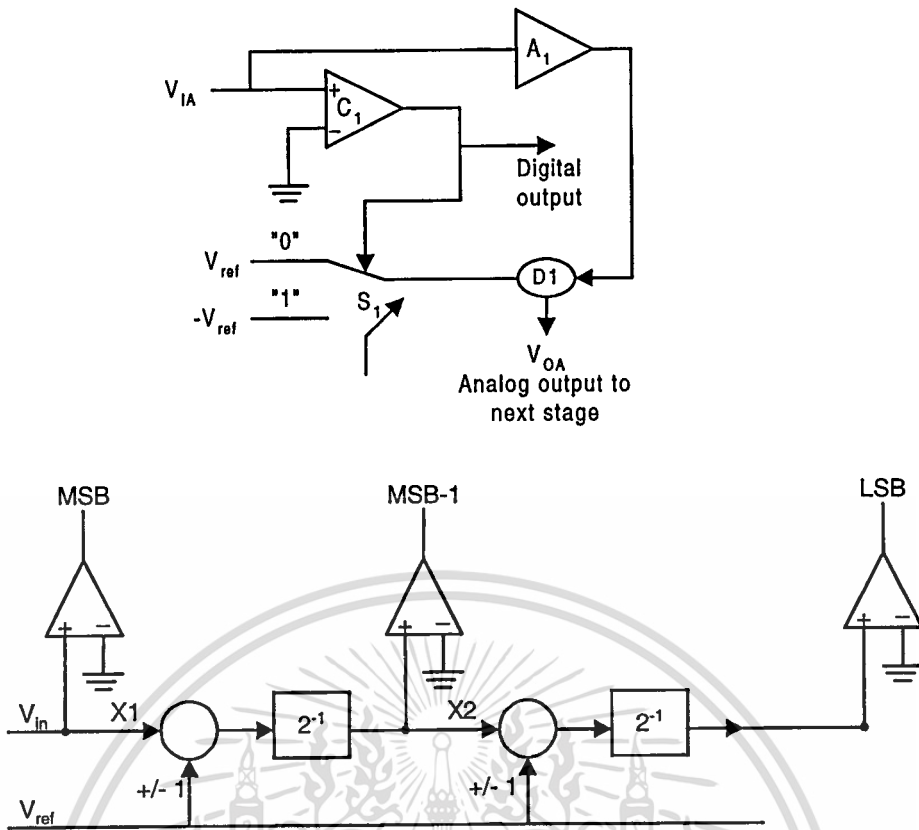 A1
VIA
+
C1
-
Digital
output
"0"
Vref
"1"
S1
-Vref
D1
VOA
Analog output to
next stage
MSB
MSB-1
LSB
+ -
+ -
+ -
Vin
X1
2-1
X2
2-1
+/- 1
+/- 1
Vref